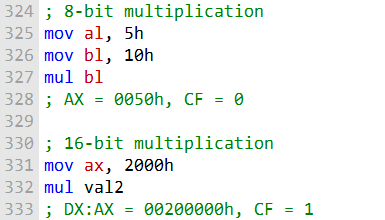 324 ; 8-bit multiplication
325 mov al, 5h
326 mov bl, 10h
327 mul bl
328 ; AX = 0050h, CF = 0
329
330 ; 16-bit multiplication
331 mov ax, 2000h
332 mul val2
333 ; DX:AX = 00200000h, CF = 1